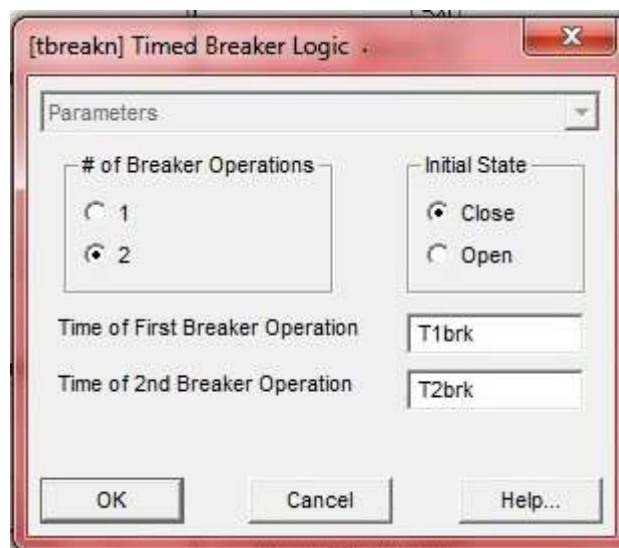 [tbreakn] Timed Breaker Logic .
Parameters
# of Breaker Operations
1
2
Initial State
Close
Open
Time of First Breaker Operation
T1brk
Time of 2nd Breaker Operation
T2brk
OK
Cancel
Help...